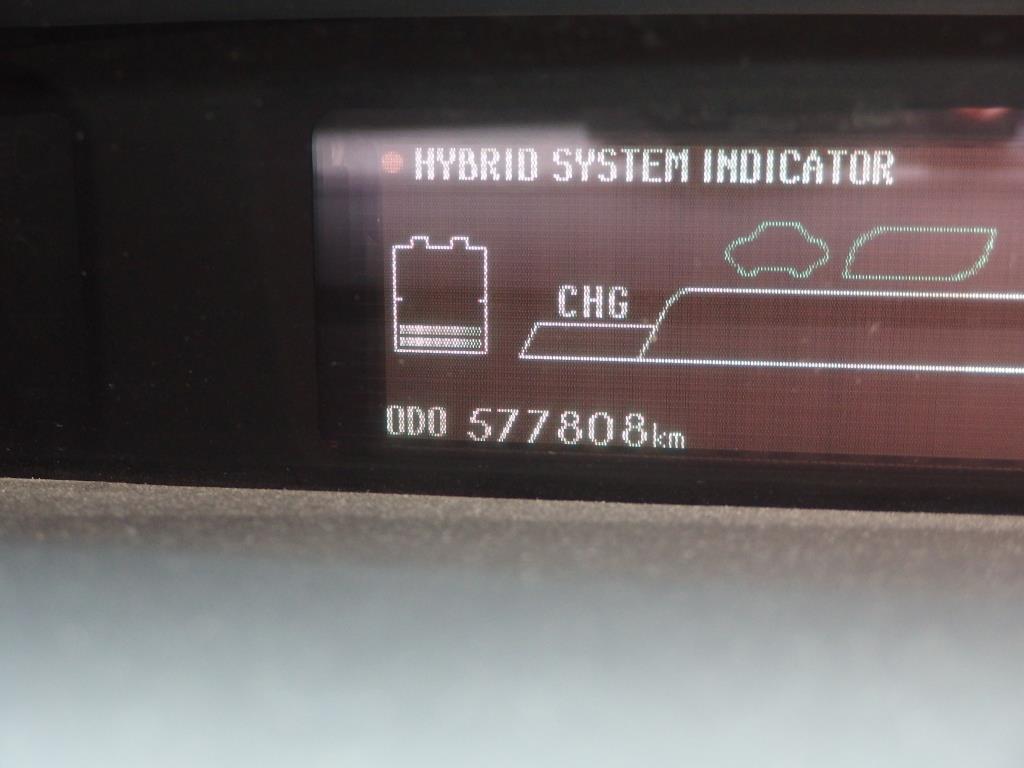 HYBRID SYSTEM INDICATOR
CHG
ODO 577808km